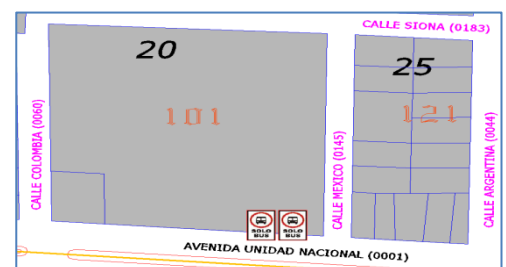 CALLE SIONA (0183)
20
25
101
121
CALLE COLOMBIA (0060)
CALLE MEXICO (0145)
CALLE ARGENTINA (0044)
SOLO
BUS
SOLO
BUS
AVENIDA UNIDAD NACIONAL (0001)